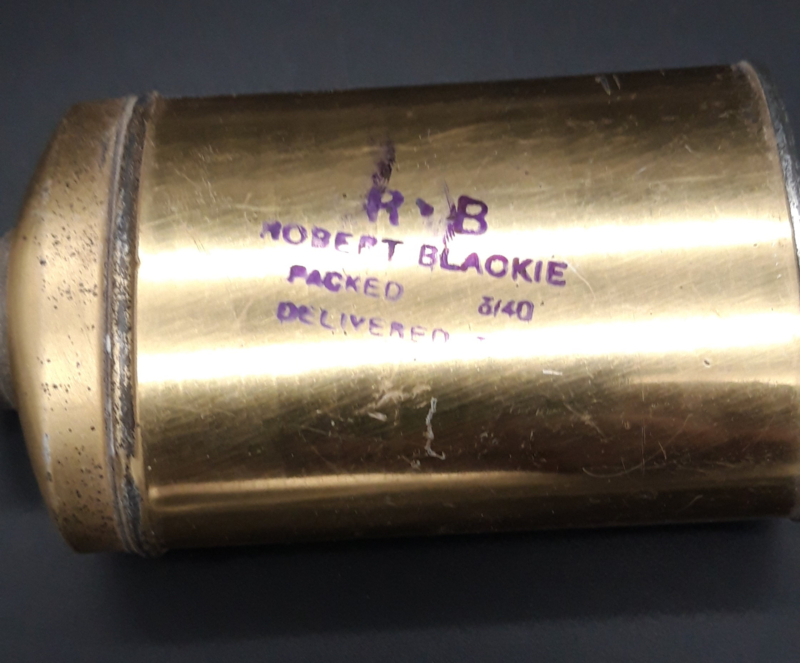 R·B
ROBERT BLACKIE
PACKED 3/40
DELIVERED